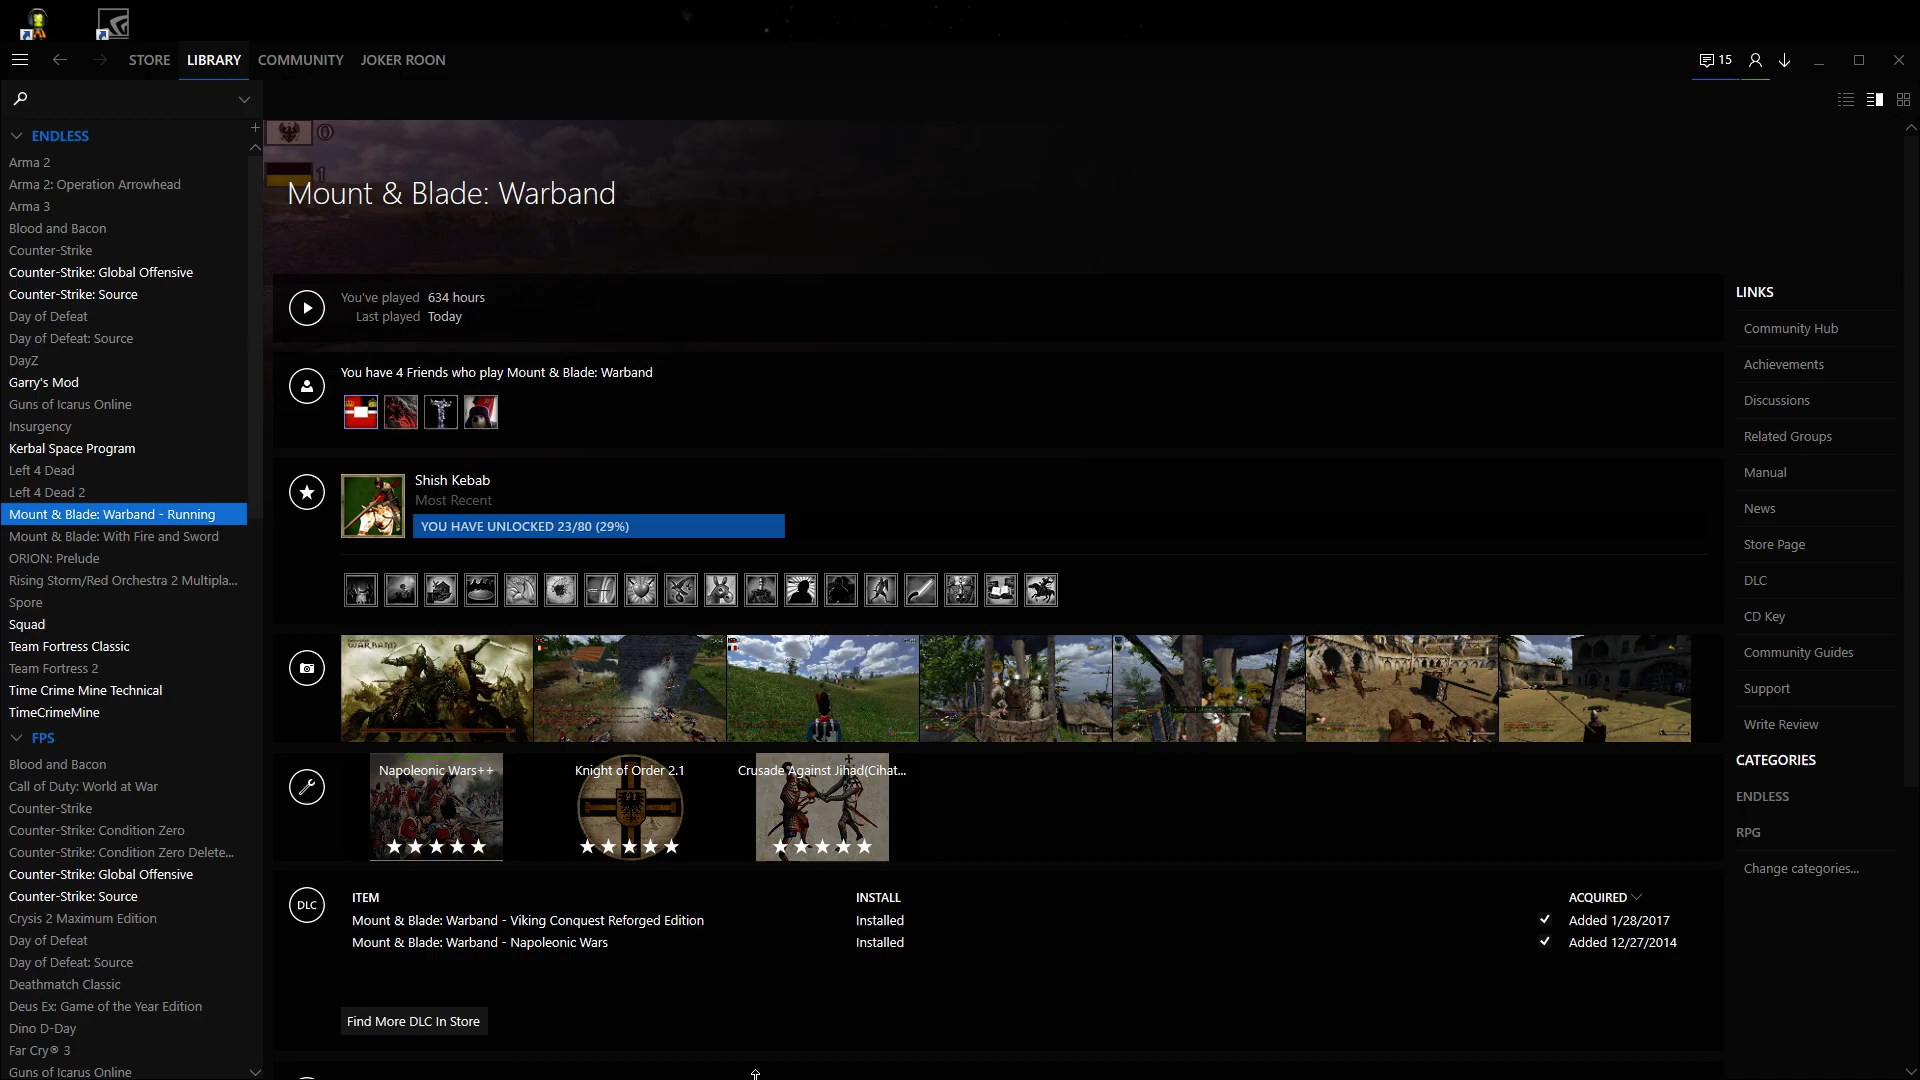 STORE
LIBRARY
COMMUNITY
JOKER ROON
15
ENDLESS
Arma 2
Arma 2: Operation Arrowhead
Arma 3
Blood and Bacon
Counter-Strike
Counter-Strike: Global Offensive
Counter-Strike: Source
Day of Defeat
Day of Defeat: Source
DayZ
Garry's Mod
Guns of Icarus Online
Insurgency
Kerbal Space Program
Left 4 Dead
Left 4 Dead 2
Mount & Blade: Warband - Running
Mount & Blade: With Fire and Sword
ORION: Prelude
Rising Storm/Red Orchestra 2 Multipla...
Spore
Squad
Team Fortress Classic
Team Fortress 2
Time Crime Mine Technical
TimeCrimeMine
FPS
Blood and Bacon
Call of Duty: World at War
Counter-Strike
Counter-Strike: Condition Zero
Counter-Strike: Condition Zero Delete...
Counter-Strike: Global Offensive
Counter-Strike: Source
Crysis 2 Maximum Edition
Day of Defeat
Day of Defeat: Source
Deathmatch Classic
Deus Ex: Game of the Year Edition
Dino D-Day
Far Cry® 3
Guns of Icarus Online
0
1
Mount & Blade: Warband
You've played 634 hours
Last played Today
You have 4 Friends who play Mount & Blade: Warband
Shish Kebab
Most Recent
YOU HAVE UNLOCKED 23/80 (29%)
WARBAND
Napoleonic Wars++
Knight of Order 2.1
Crusade Against Jihad(Cihat...
DLC
ITEM INSTALL ACQUIRED
Mount & Blade: Warband - Viking Conquest Reforged Edition Installed Added 1/28/2017
Mount & Blade: Warband - Napoleonic Wars Installed Added 12/27/2014
Find More DLC In Store
LINKS
Community Hub
Achievements
Discussions
Related Groups
Manual
News
Store Page
DLC
CD Key
Community Guides
Support
Write Review
CATEGORIES
ENDLESS
RPG
Change categories...